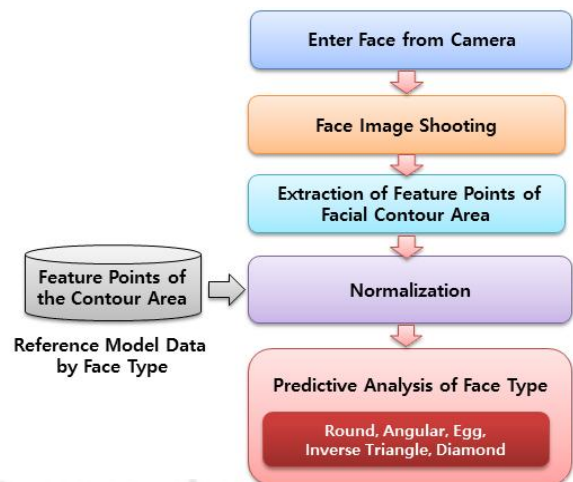 Enter Face from Camera
Face Image Shooting
Extraction of Feature Points of
Facial Contour Area
Feature Points of
the Contour Area
Normalization
Reference Model Data
by Face Type
Predictive Analysis of Face Type
Round, Angular, Egg,
Inverse Triangle, Diamond